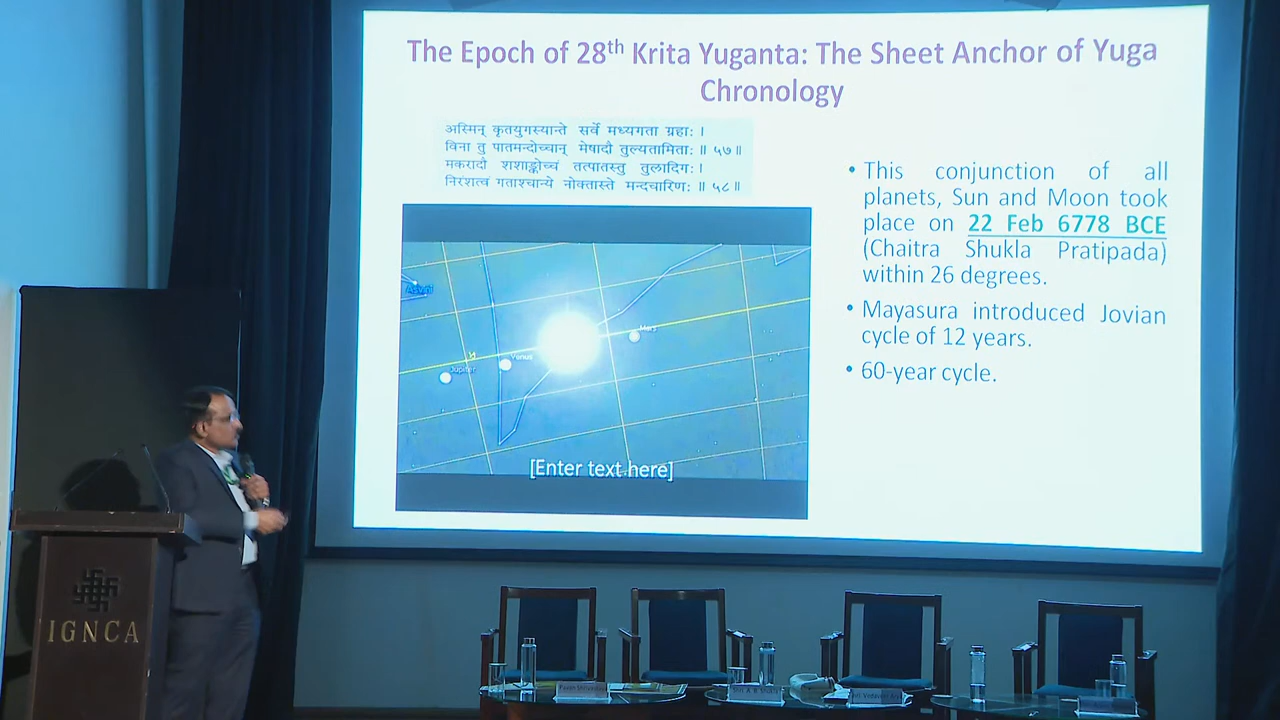 The Epoch of 28th Krita Yuganta: The Sheet Anchor of Yuga
Chronology
अस्मिन् कृतयुगस्यान्ते सर्वे मध्यगता ग्रहाः ।
विना तु पातमन्दोच्चान् मेषादौ तुल्यतामिताः ॥ ५७॥
मकरादौ शशाङ्कोच्चं तत्पातस्तु तुलादिगः ।
निरंशत्वं गताश्चान्ये नोक्तास्ते मन्दचारिणः ॥ ५८॥
• This conjunction of all
planets, Sun and Moon took
place on 22 Feb 6778 BCE
(Chaitra Shukla Pratipada)
within 26 degrees.
• Mayasura introduced Jovian
cycle of 12 years.
• 60-year cycle.
Mars
Venus
Jupiter
[Enter text here]
IGNCA